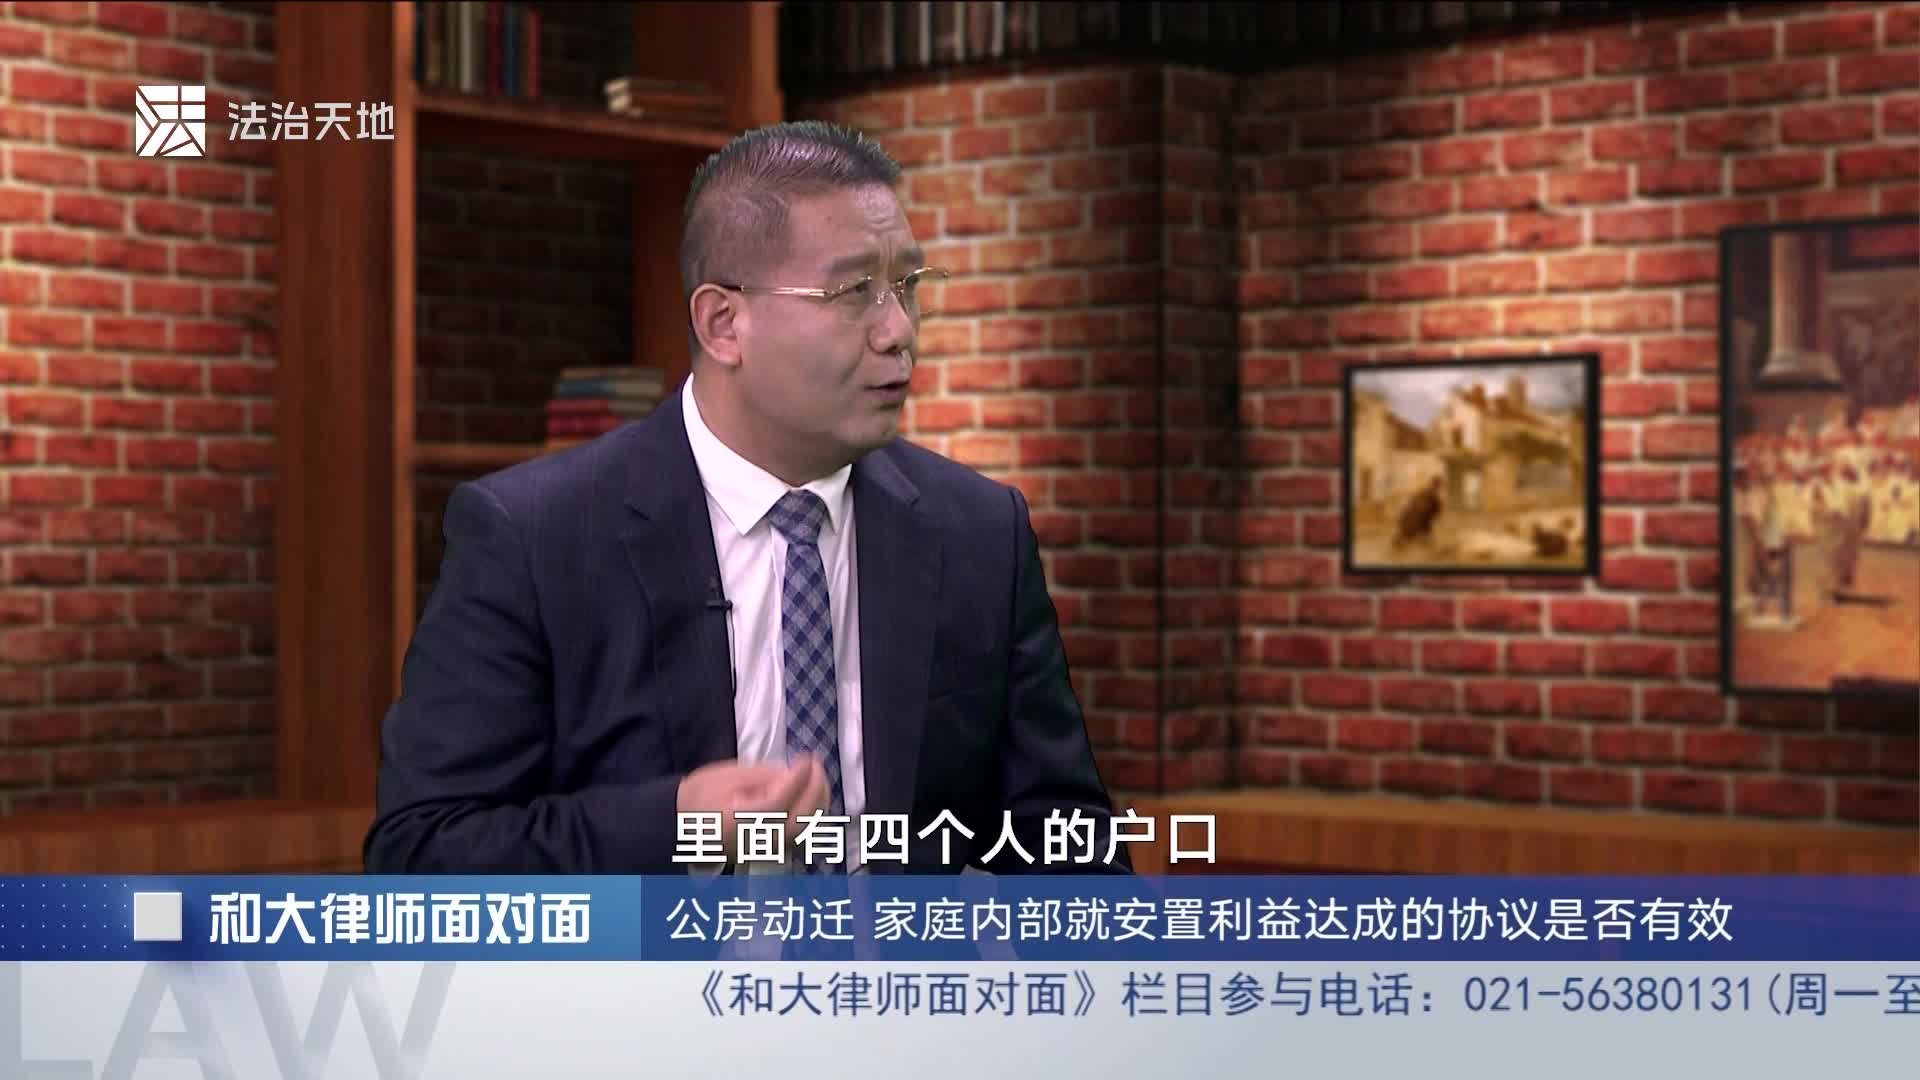 法治天地
里面有四个人的户口
和大律师面对面
公房动迁 家庭内部就安置利益达成的协议是否有效
《和大律师面对面》栏目参与电话：021-56380131(周一至
LAW